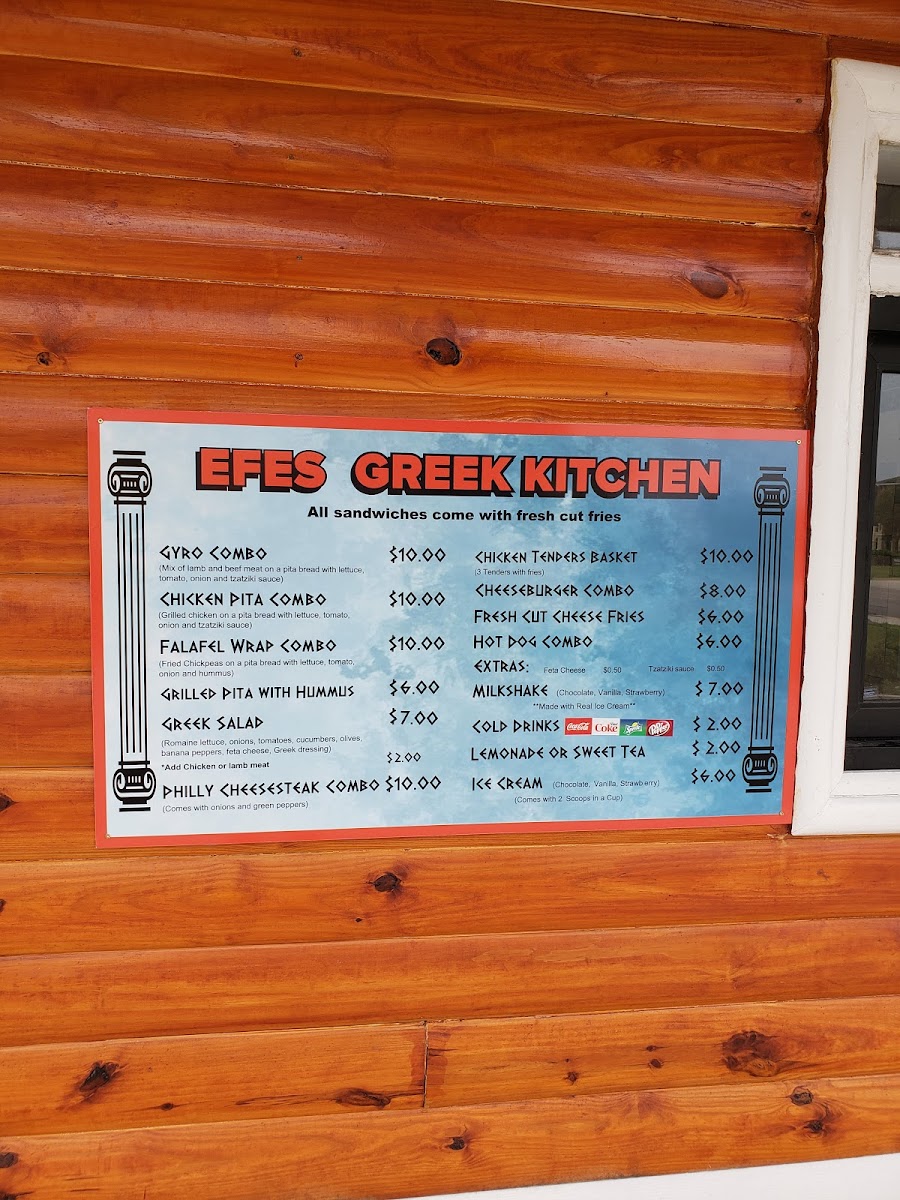 EFES GREEK KITCHEN
All sandwiches come with fresh cut fries
GYRO COMBO $10.00
(Mix of lamb and beef meat on a pita bread with lettuce,
tomato, onion and tzatziki sauce)
CHICKEN PITA COMBO $10.00
(Grilled chicken on a pita bread with lettuce, tomato,
onion and tzatziki sauce)
FALAFEL WRAP COMBO $10.00
(Fried Chickpeas on a pita bread with lettuce, tomato,
onion and hummus)
GRILLED PITA WITH HUMMUS $6.00
GREEK SALAD $7.00
(Romaine lettuce, onions, tomatoes, cucumbers, olives,
banana peppers, feta cheese, Greek dressing)
*Add Chicken or lamb meat $2.00
PHILLY CHEESESTEAK COMBO $10.00
(Comes with onions and green peppers)
CHICKEN TENDERS BASKET $10.00
(3 Tenders with fries)
CHEESEBURGER COMBO $8.00
FRESH CUT CHEESE FRIES $6.00
HOT DOG COMBO $6.00
EXTRAS: Feta Cheese $0.50 Tzatziki sauce $0.50
MILKSHAKE (Chocolate, Vanilla, Strawberry) $ 7.00
**Made with Real Ice Cream**
COLD DRINKS Coca-Cola Diet Coke Sprite Dr Pepper $ 2.00
LEMONADE OR SWEET TEA $ 2.00
ICE CREAM (Chocolate, Vanilla, Strawberry) $6.00
(Comes with 2 Scoops in a Cup)